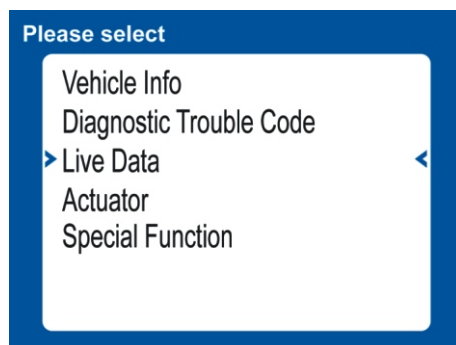 Please select
Vehicle Info
Diagnostic Trouble Code
> Live Data <
Actuator
Special Function